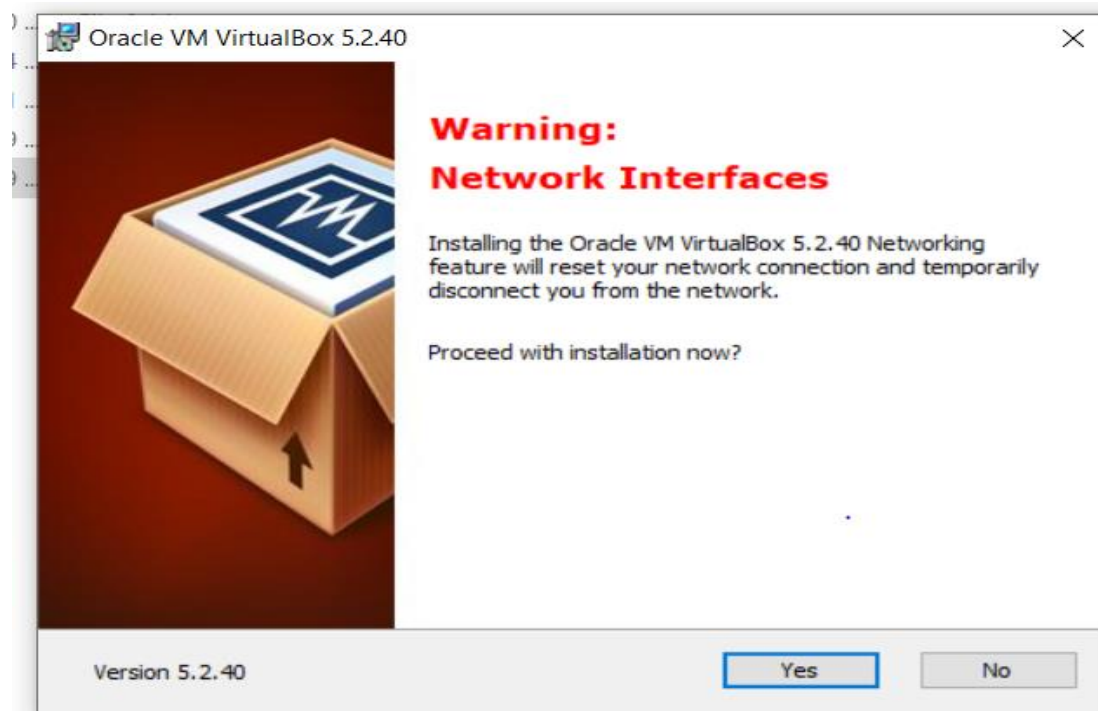 Oracle VM VirtualBox 5.2.40
Warning:
Network Interfaces
Installing the Oracle VM VirtualBox 5.2.40 Networking
feature will reset your network connection and temporarily
disconnect you from the network.
Proceed with installation now?
Version 5.2.40
Yes
No